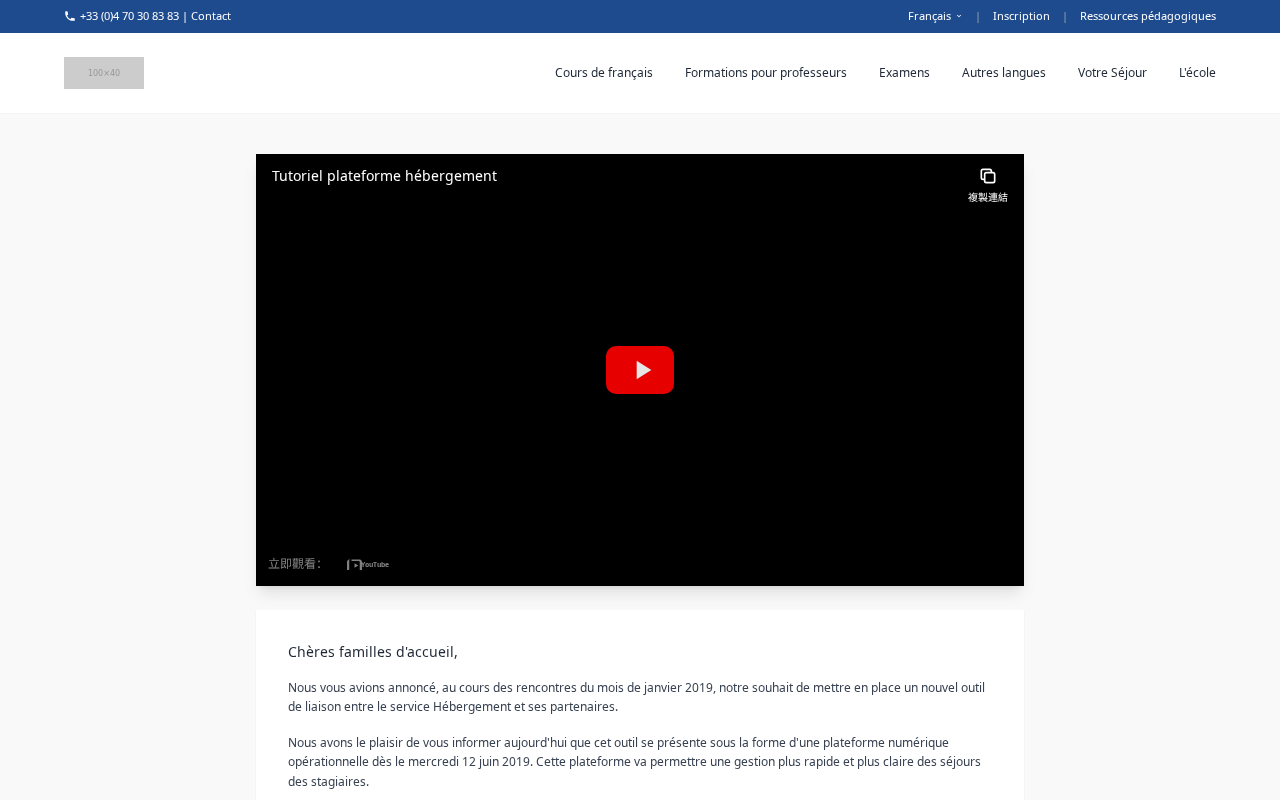 +33 (0)4 70 30 83 83 | Contact
Français | Inscription | Ressources pédagogiques
100×40
Cours de français Formations pour professeurs Examens Autres langues Votre Séjour L'école
Tutoriel plateforme hébergement
複製連結
立即觀看：
YouTube
Chères familles d'accueil,
Nous vous avions annoncé, au cours des rencontres du mois de janvier 2019, notre souhait de mettre en place un nouvel outil
de liaison entre le service Hébergement et ses partenaires.
Nous avons le plaisir de vous informer aujourd'hui que cet outil se présente sous la forme d'une plateforme numérique
opérationnelle dès le mercredi 12 juin 2019. Cette plateforme va permettre une gestion plus rapide et plus claire des séjours
des stagiaires.